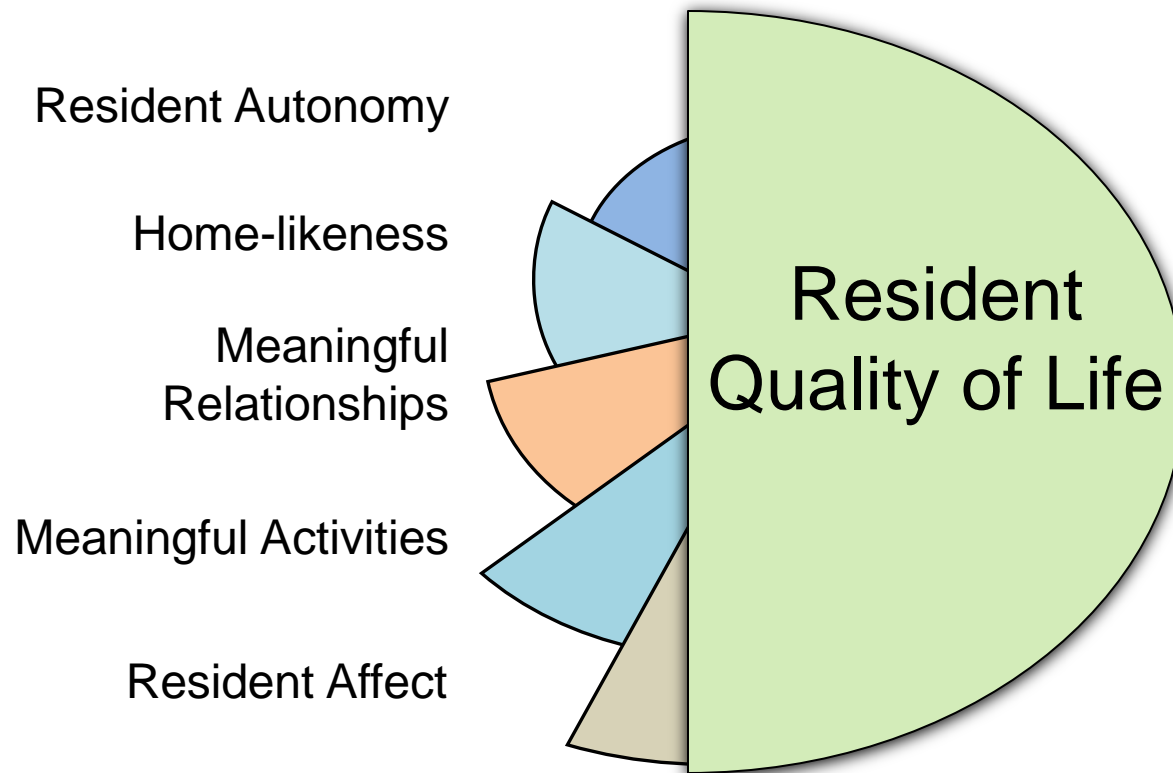 Resident Autonomy
Home-likeness
Meaningful
Relationships
Meaningful Activities
Resident Affect
Resident
Quality of Life